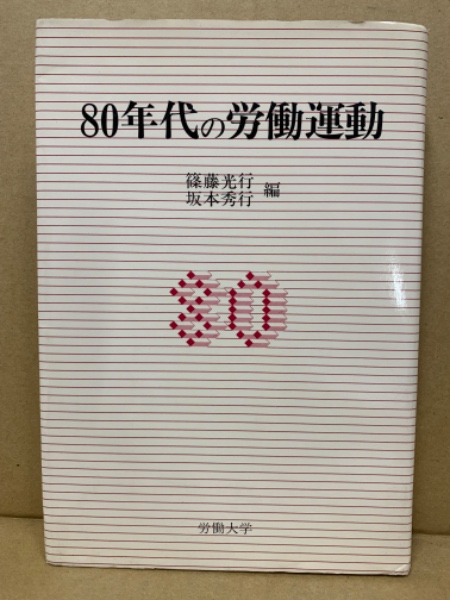 80年代の労働運動
篠藤光行
坂本秀行
編
80
労働大学